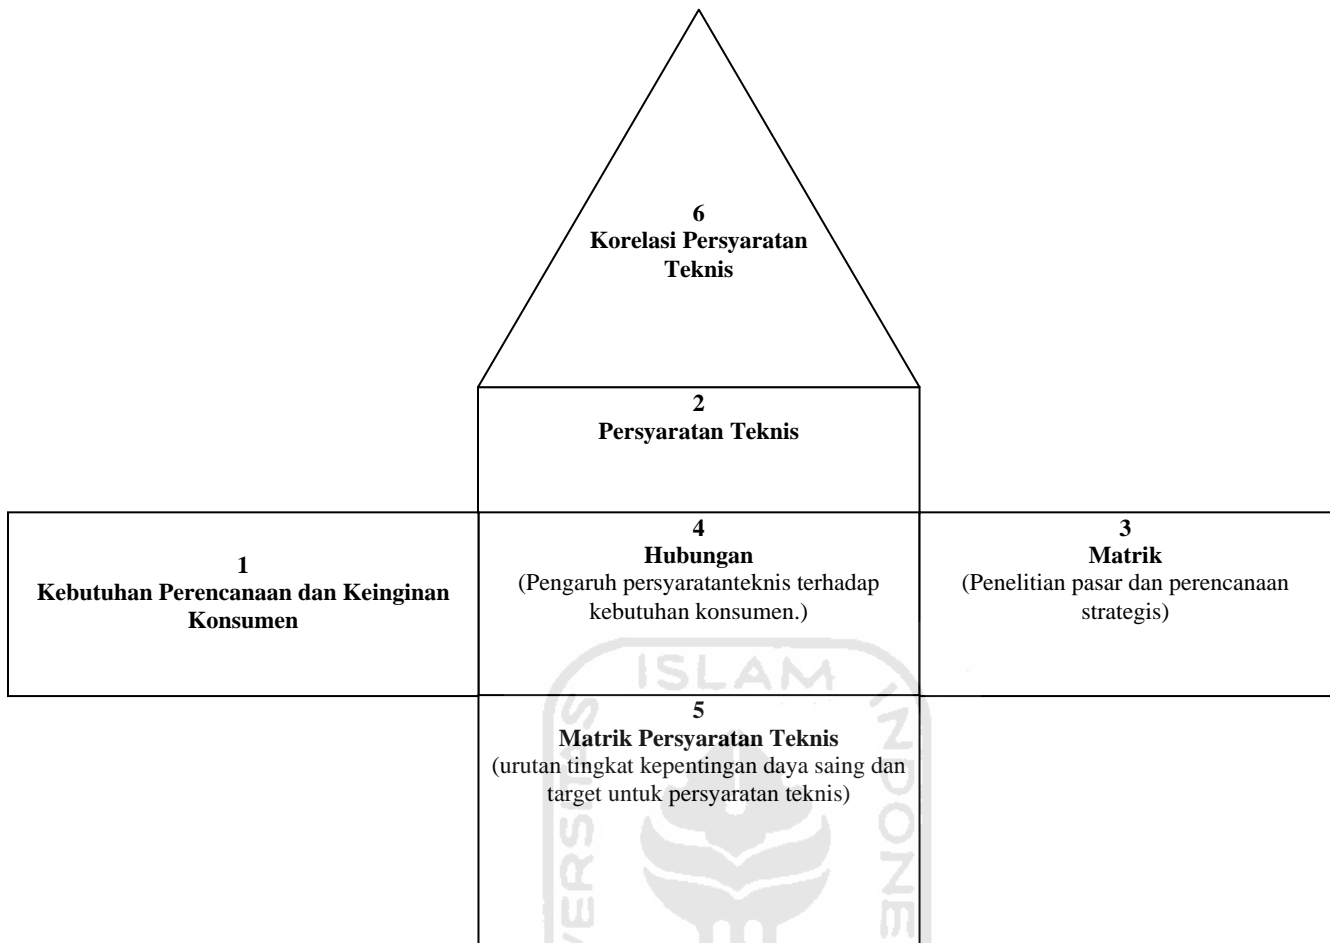 6
Korelasi Persyaratan
Teknis
2
Persyaratan Teknis
1
Kebutuhan Perencanaan dan Keinginan
Konsumen
4
Hubungan
(Pengaruh persyaratanteknis terhadap
kebutuhan konsumen.)
3
Matrik
(Penelitian pasar dan perencanaan
strategis)
5
Matrik Persyaratan Teknis
(urutan tingkat kepentingan daya saing dan
target untuk persyaratan teknis)
ISLAM